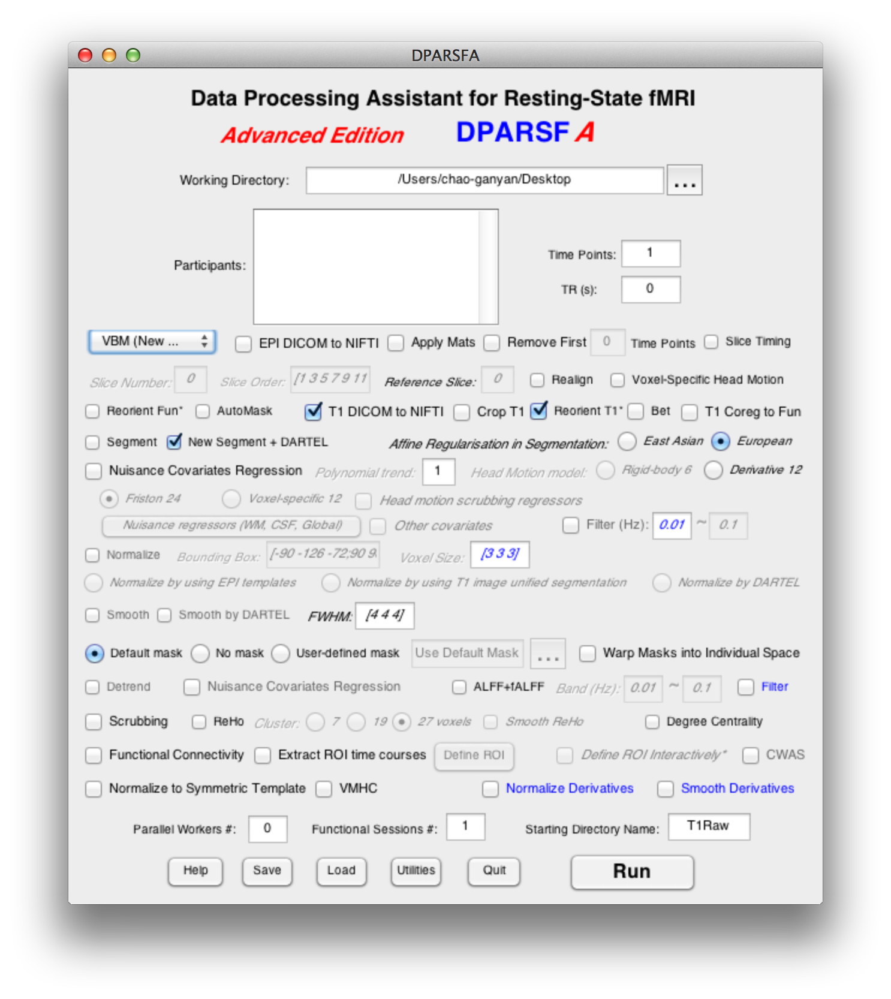 DPARSFA
Data Processing Assistant for Resting-State fMRI
Advanced Edition DPARSF A
Working Directory: /Users/chao-ganyan/Desktop ...
Participants:
Time Points: 1
TR (s): 0
VBM (New ... EPI DICOM to NIFTI Apply Mats Remove First 0 Time Points Slice Timing
Slice Number: 0 Slice Order: [1 3 5 7 9 11 Reference Slice: 0 Realign Voxel-Specific Head Motion
Reorient Fun* AutoMask T1 DICOM to NIFTI Crop T1 Reorient T1* Bet T1 Coreg to Fun
Segment New Segment + DARTEL Affine Regularisation in Segmentation: East Asian European
Nuisance Covariates Regression Polynomial trend: 1 Head Motion model: Rigid-body 6 Derivative 12
Friston 24 Voxel-specific 12 Head motion scrubbing regressors
Nuisance regressors (WM, CSF, Global) Other covariates Filter (Hz): 0.01 ~ 0.1
Normalize Bounding Box: [-90 -126 -72;90 9 Voxel Size: [3 3 3]
Normalize by using EPI templates Normalize by using T1 image unified segmentation Normalize by DARTEL
Smooth Smooth by DARTEL FWHM: [4 4 4]
Default mask No mask User-defined mask Use Default Mask ... Warp Masks into Individual Space
Detrend Nuisance Covariates Regression ALFF+fALFF Band (Hz): 0.01 ~ 0.1 Filter
Scrubbing ReHo Cluster: 7 19 27 voxels Smooth ReHo Degree Centrality
Functional Connectivity Extract ROI time courses Define ROI Define ROI Interactively* CWAS
Normalize to Symmetric Template VMHC Normalize Derivatives Smooth Derivatives
Parallel Workers #: 0 Functional Sessions #: 1 Starting Directory Name: T1Raw
Help Save Load Utilities Quit Run